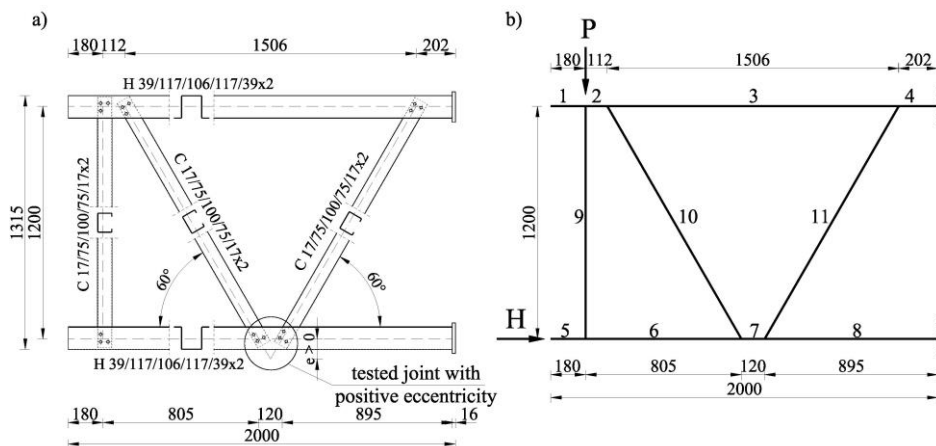 a)
180 112 1506 202
H 39/117/106/117/39x2
1315
1200
C 17/75/100/75/17x2
C 17/75/100/75/17x2
C 17/75/100/75/17x2
60°
60°
e > 0
H 39/117/106/117/39x2
tested joint with
positive eccentricity
180 805 120 895 16
2000
b)
P
180 112 1506 202
1 2 3 4
1200
9 10 11
H
5 6 7 8
180 805 120 895
2000